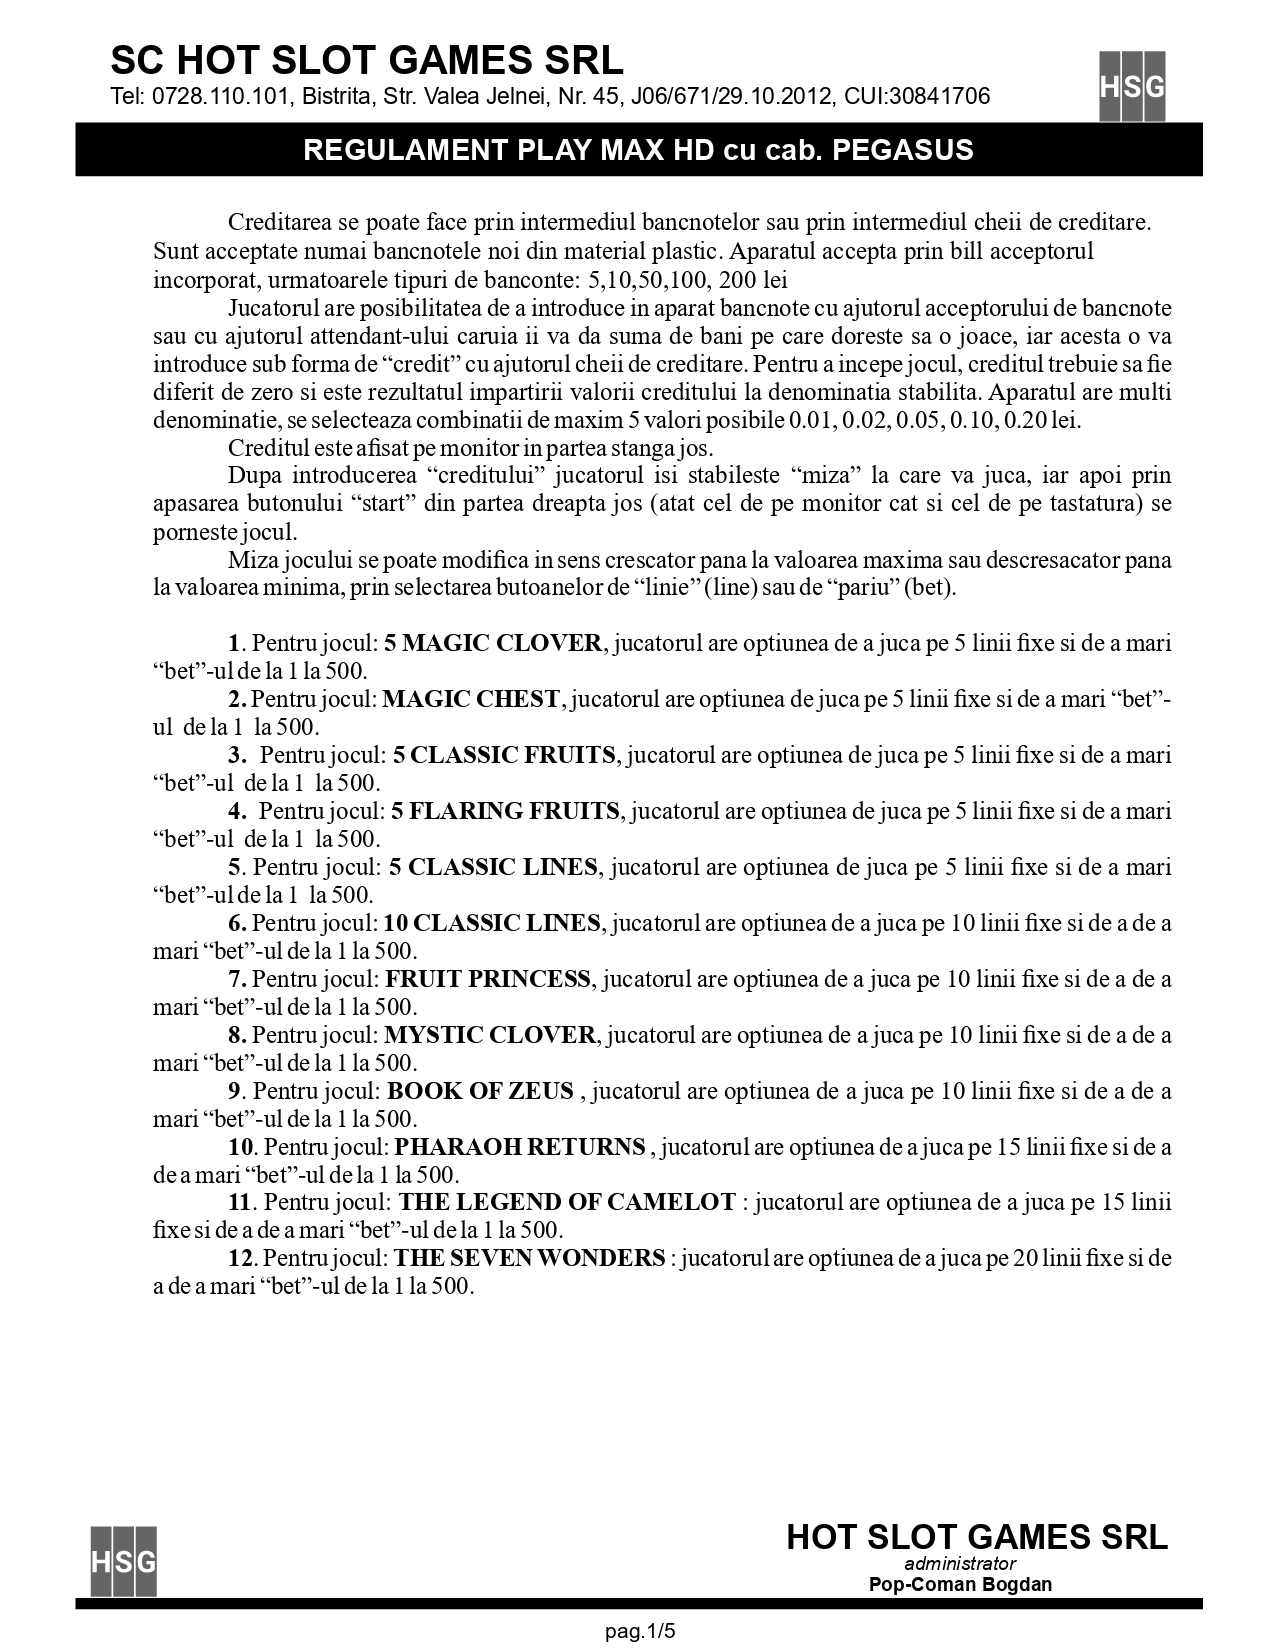 SC HOT SLOT GAMES SRL
Tel: 0728.110.101, Bistrita, Str. Valea Jelnei, Nr. 45, J06/671/29.10.2012, CUI:30841706
HSG
REGULAMENT PLAY MAX HD cu cab. PEGASUS
Creditarea se poate face prin intermediul bancnotelor sau prin intermediul cheii de creditare.
Sunt acceptate numai bancnotele noi din material plastic. Aparatul accepta prin bill acceptorul
incorporat, urmatoarele tipuri de banconte: 5,10,50,100, 200 lei
Jucatorul are posibilitatea de a introduce in aparat bancnote cu ajutorul acceptorului de bancnote
sau cu ajutorul attendant-ului caruia ii va da suma de bani pe care doreste sa o joace, iar acesta o va
introduce sub forma de “credit” cu ajutorul cheii de creditare. Pentru a incepe jocul, creditul trebuie sa fie
diferit de zero si este rezultatul impartirii valorii creditului la denominatia stabilita. Aparatul are multi
denominatie, se selecteaza combinatii de maxim 5 valori posibile 0.01, 0.02, 0.05, 0.10, 0.20 lei.
Creditul este afisat pe monitor in partea stanga jos.
Dupa introducerea “creditului” jucatorul isi stabileste “miza” la care va juca, iar apoi prin
apasarea butonului “start” din partea dreapta jos (atat cel de pe monitor cat si cel de pe tastatura) se
porneste jocul.
Miza jocului se poate modifica in sens crescator pana la valoarea maxima sau descresacator pana
la valoarea minima, prin selectarea butoanelor de “linie” (line) sau de “pariu” (bet).
1. Pentru jocul: 5 MAGIC CLOVER, jucatorul are optiunea de a juca pe 5 linii fixe si de a mari
“bet”-ul de la 1 la 500.
2. Pentru jocul: MAGIC CHEST, jucatorul are optiunea de juca pe 5 linii fixe si de a mari “bet”-
ul de la 1 la 500.
3. Pentru jocul: 5 CLASSIC FRUITS, jucatorul are optiunea de juca pe 5 linii fixe si de a mari
“bet”-ul de la 1 la 500.
4. Pentru jocul: 5 FLARING FRUITS, jucatorul are optiunea de juca pe 5 linii fixe si de a mari
“bet”-ul de la 1 la 500.
5. Pentru jocul: 5 CLASSIC LINES, jucatorul are optiunea de juca pe 5 linii fixe si de a mari
“bet”-ul de la 1 la 500.
6. Pentru jocul: 10 CLASSIC LINES, jucatorul are optiunea de a juca pe 10 linii fixe si de a de a
mari “bet”-ul de la 1 la 500.
7. Pentru jocul: FRUIT PRINCESS, jucatorul are optiunea de a juca pe 10 linii fixe si de a de a
mari “bet”-ul de la 1 la 500.
8. Pentru jocul: MYSTIC CLOVER, jucatorul are optiunea de a juca pe 10 linii fixe si de a de a
mari “bet”-ul de la 1 la 500.
9. Pentru jocul: BOOK OF ZEUS , jucatorul are optiunea de a juca pe 10 linii fixe si de a de a
mari “bet”-ul de la 1 la 500.
10. Pentru jocul: PHARAOH RETURNS , jucatorul are optiunea de a juca pe 15 linii fixe si de a
de a mari “bet”-ul de la 1 la 500.
11. Pentru jocul: THE LEGEND OF CAMELOT : jucatorul are optiunea de a juca pe 15 linii
fixe si de a de a mari “bet”-ul de la 1 la 500.
12. Pentru jocul: THE SEVEN WONDERS : jucatorul are optiunea de a juca pe 20 linii fixe si de
a de a mari “bet”-ul de la 1 la 500.
HSG
HOT SLOT GAMES SRL
administrator
Pop-Coman Bogdan
pag.1/5